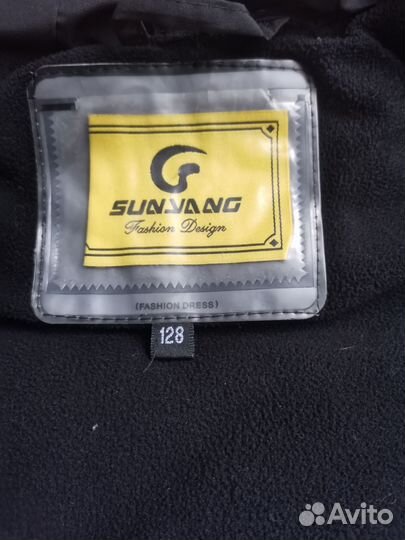 SUNYANG
Fashion Design
(FASHION DRESS)
128
Avito